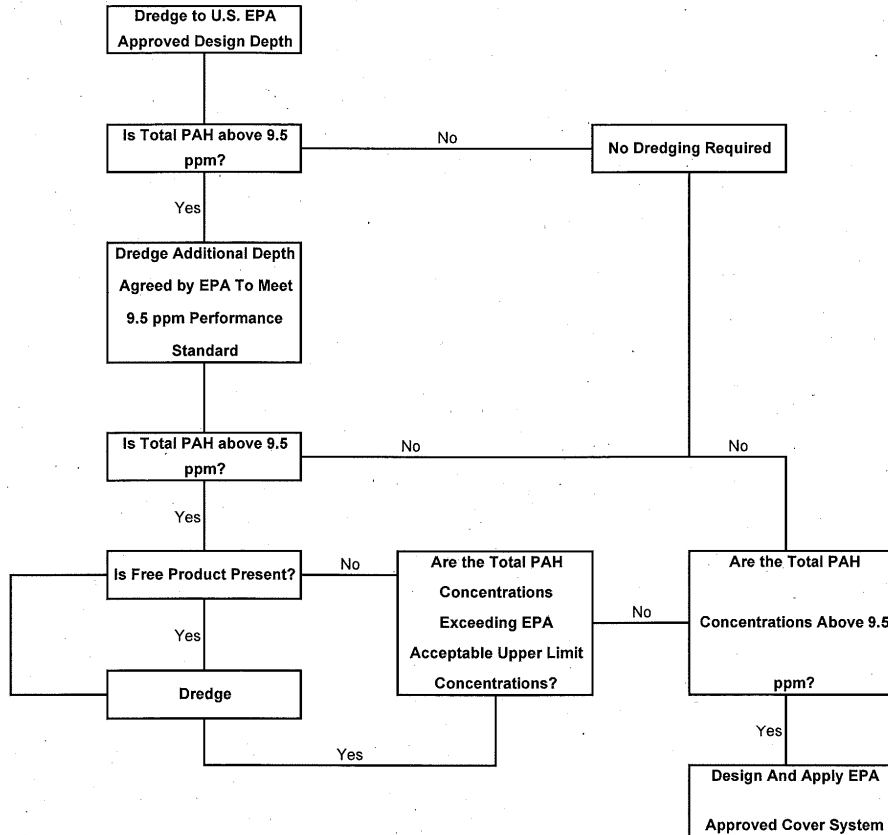 Dredge to U.S. EPA
Approved Design Depth
Is Total PAH above 9.5
ppm?
No
No Dredging Required
Yes
Dredge Additional Depth
Agreed by EPA To Meet
9.5 ppm Performance
Standard
Is Total PAH above 9.5
ppm?
No
No
Yes
Is Free Product Present?
No
Are the Total PAH
Concentrations
Exceeding EPA
Acceptable Upper Limit
Concentrations?
No
Are the Total PAH
Concentrations Above 9.5
ppm?
Yes
Dredge
Yes
Yes
Design And Apply EPA
Approved Cover System